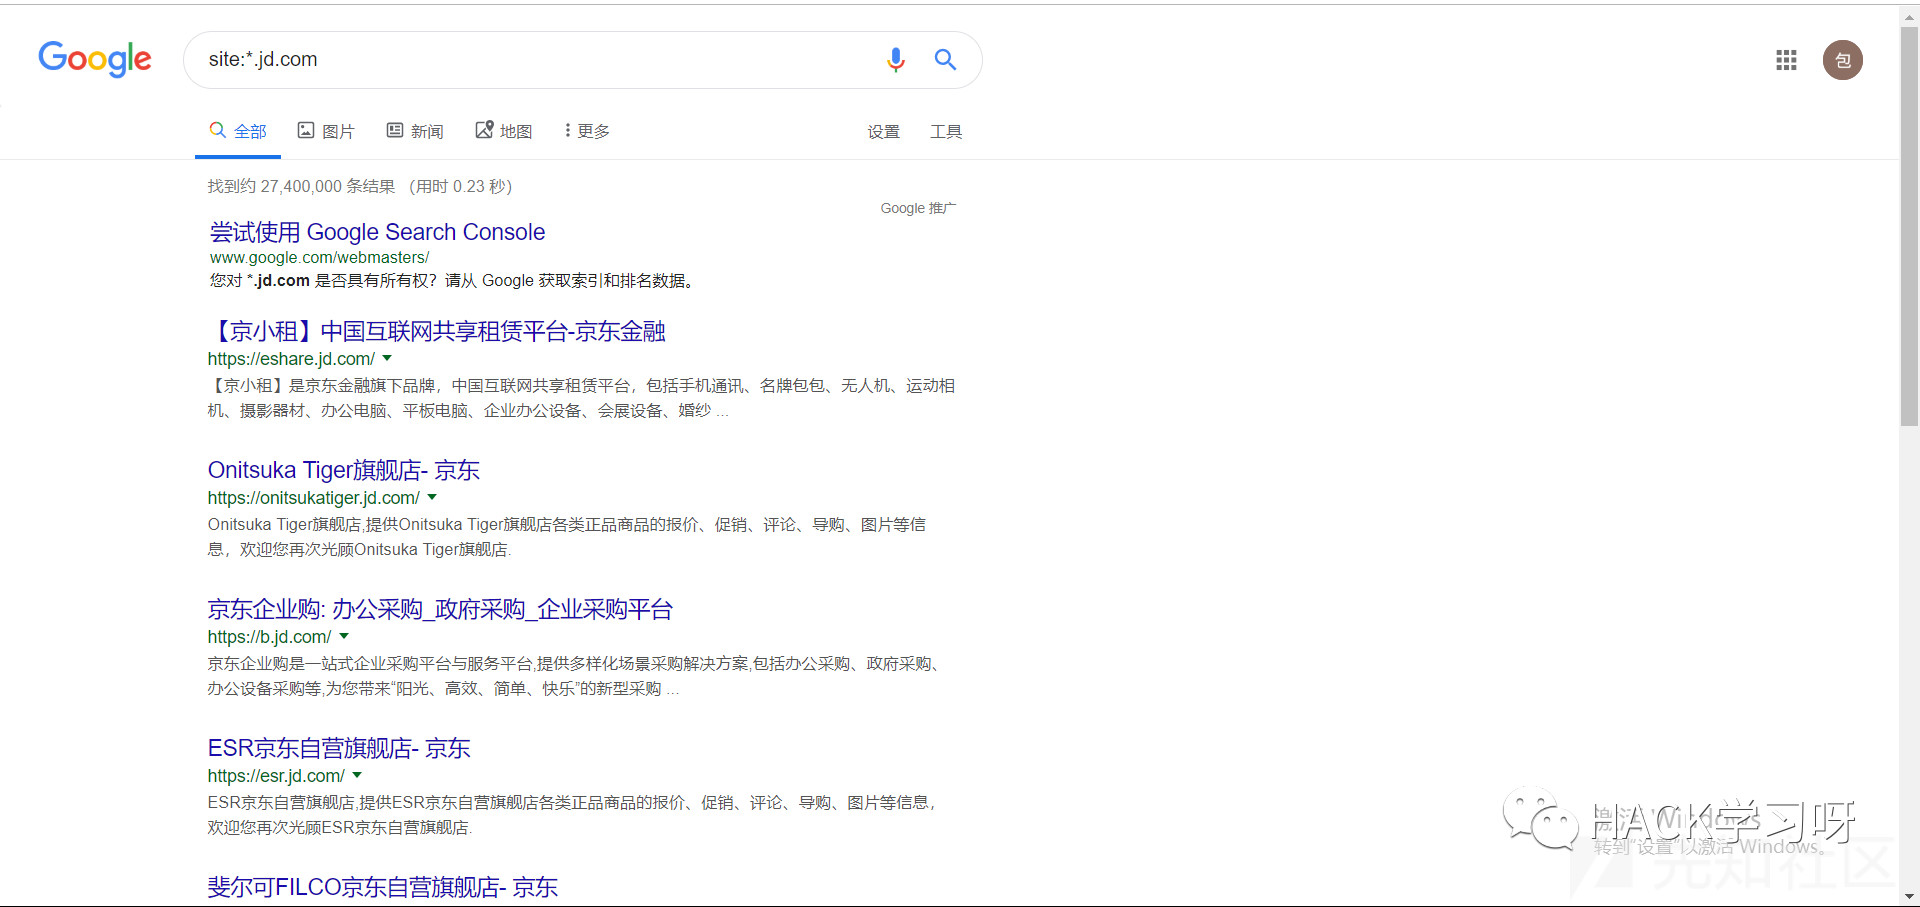 Google
site:*.jd.com
包
全部
图片
新闻
地图
更多
设置
工具
找到约 27,400,000 条结果 （用时 0.23 秒）
Google 推广
尝试使用 Google Search Console
www.google.com/webmasters/
您对 *.jd.com 是否具有所有权？请从 Google 获取索引和排名数据。
【京小租】中国互联网共享租赁平台-京东金融
https://eshare.jd.com/
【京小租】是京东金融旗下品牌，中国互联网共享租赁平台，包括手机通讯、名牌包包、无人机、运动相
机、摄影器材、办公电脑、平板电脑、企业办公设备、会展设备、婚纱 ...
Onitsuka Tiger旗舰店- 京东
https://onitsukatiger.jd.com/
Onitsuka Tiger旗舰店,提供Onitsuka Tiger旗舰店各类正品商品的报价、促销、评论、导购、图片等信
息，欢迎您再次光顾Onitsuka Tiger旗舰店.
京东企业购: 办公采购_政府采购_企业采购平台
https://b.jd.com/
京东企业购是一站式企业采购平台与服务平台,提供多样化场景采购解决方案,包括办公采购、政府采购、
办公设备采购等,为您带来“阳光、高效、简单、快乐”的新型采购 ...
ESR京东自营旗舰店- 京东
https://esr.jd.com/
ESR京东自营旗舰店,提供ESR京东自营旗舰店各类正品商品的报价、促销、评论、导购、图片等信息，
欢迎您再次光顾ESR京东自营旗舰店.
斐尔可FILCO京东自营旗舰店- 京东
激活 Windows
HACK学习呀
转到“设置”以激活 Windows。
先知社区